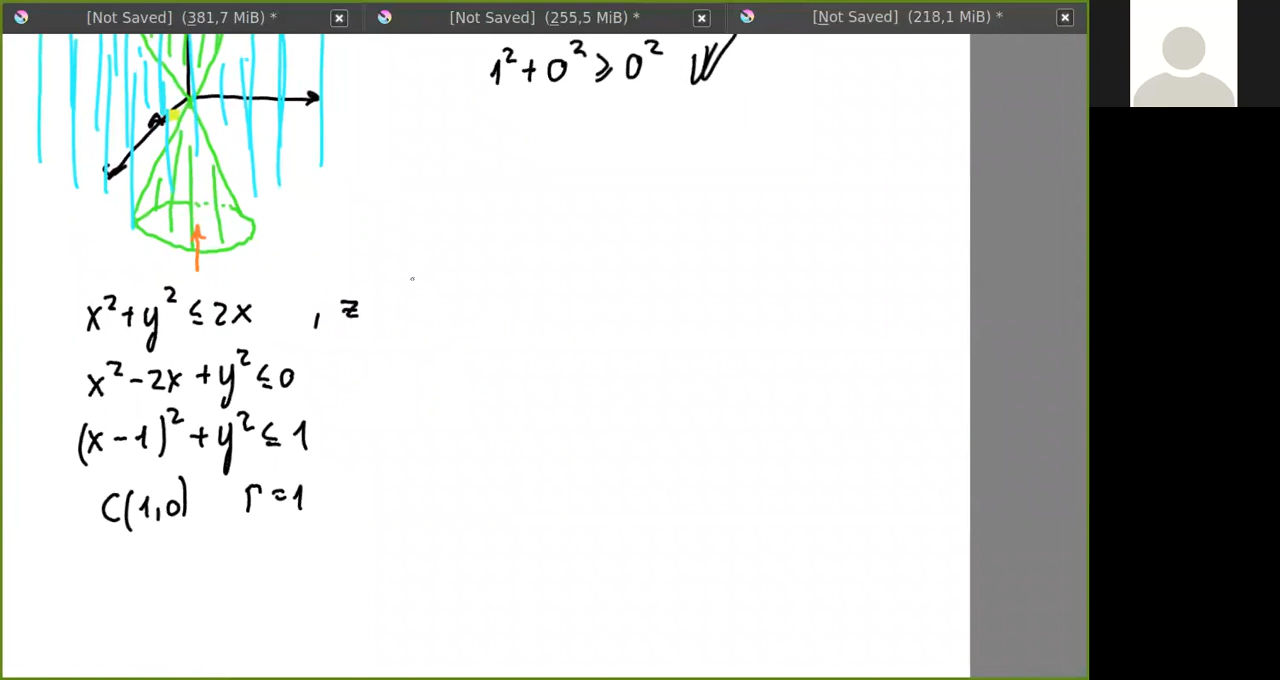 [Not Saved] (381,7 MiB) *
[Not Saved] (255,5 MiB) *
[Not Saved] (218,1 MiB) *
1² + 0² ⩾ 0²
x² + y² ≤ 2x , z
x² - 2x + y² ≤ 0
(x - 1)² + y² ≤ 1
C(1,0) r = 1